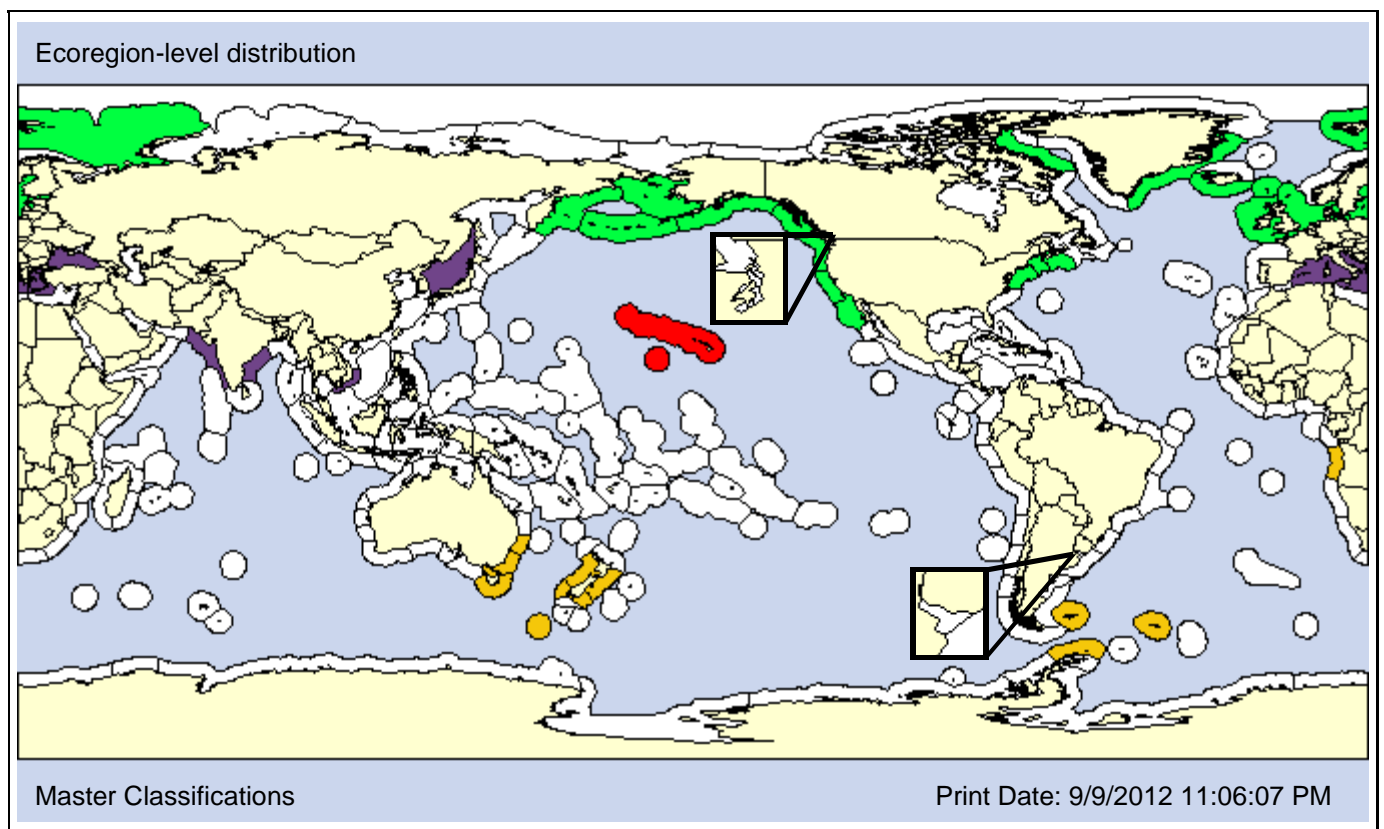 Ecoregion-level distribution
Master Classifications
Print Date: 9/9/2012 11:06:07 PM